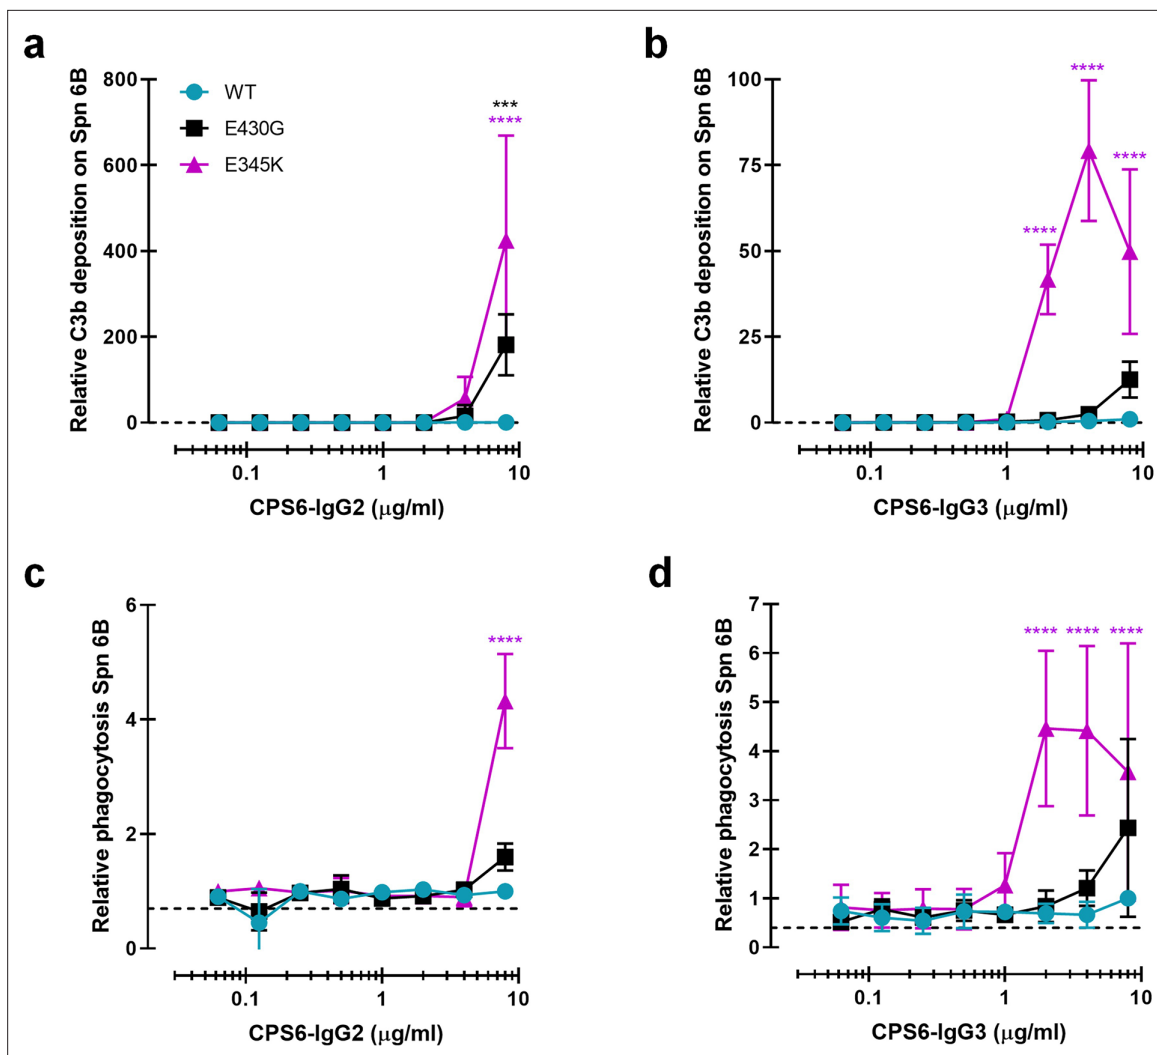 a
Relative C3b deposition on Spn 6B
800
600
400
200
0
WT
E430G
E345K
***
****
0.1
1
10
CPS6-IgG2 (μg/ml)
b
Relative C3b deposition on Spn 6B
100
75
50
25
0
****
****
****
0.1
1
10
CPS6-IgG3 (μg/ml)
c
Relative phagocytosis Spn 6B
6
4
2
0
****
0.1
1
10
CPS6-IgG2 (μg/ml)
d
Relative phagocytosis Spn 6B
7
6
5
4
3
2
1
0
**** **** ****
0.1
1
10
CPS6-IgG3 (μg/ml)